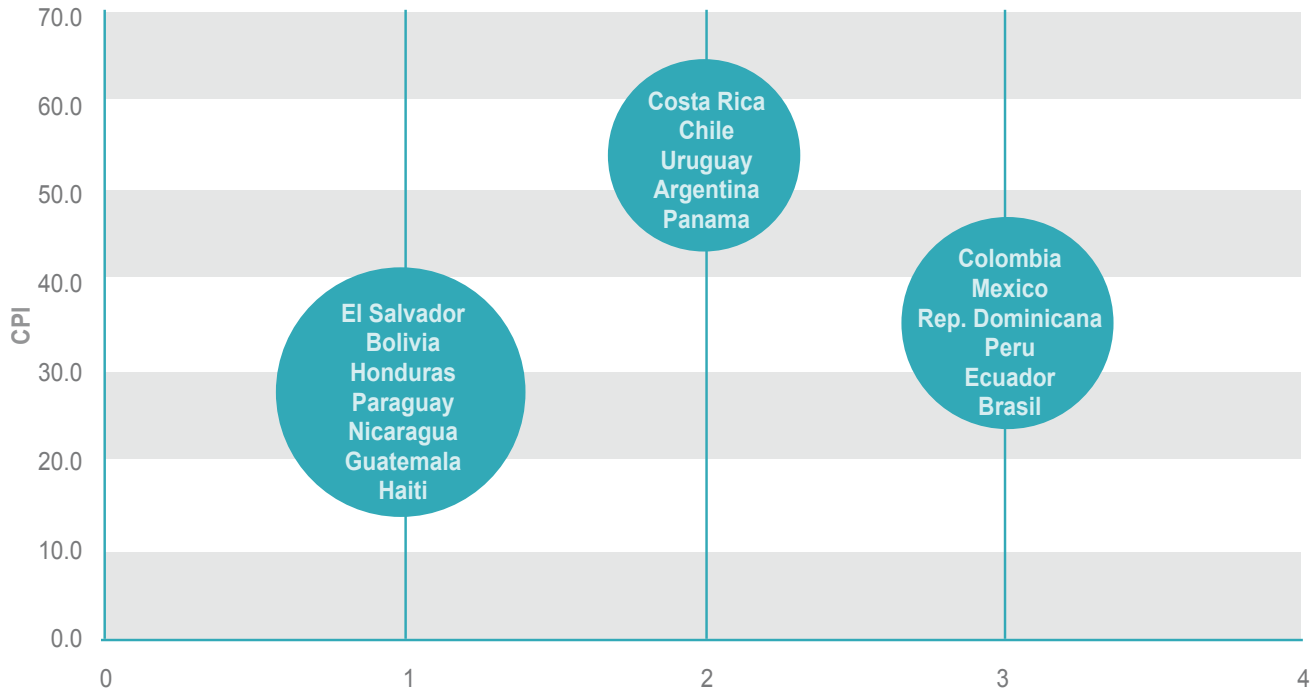 70.0
60.0
50.0
40.0
30.0
20.0
10.0
0.0
CPI
El Salvador
Bolivia
Honduras
Paraguay
Nicaragua
Guatemala
Haiti
Costa Rica
Chile
Uruguay
Argentina
Panama
Colombia
Mexico
Rep. Dominicana
Peru
Ecuador
Brasil
0 1 2 3 4